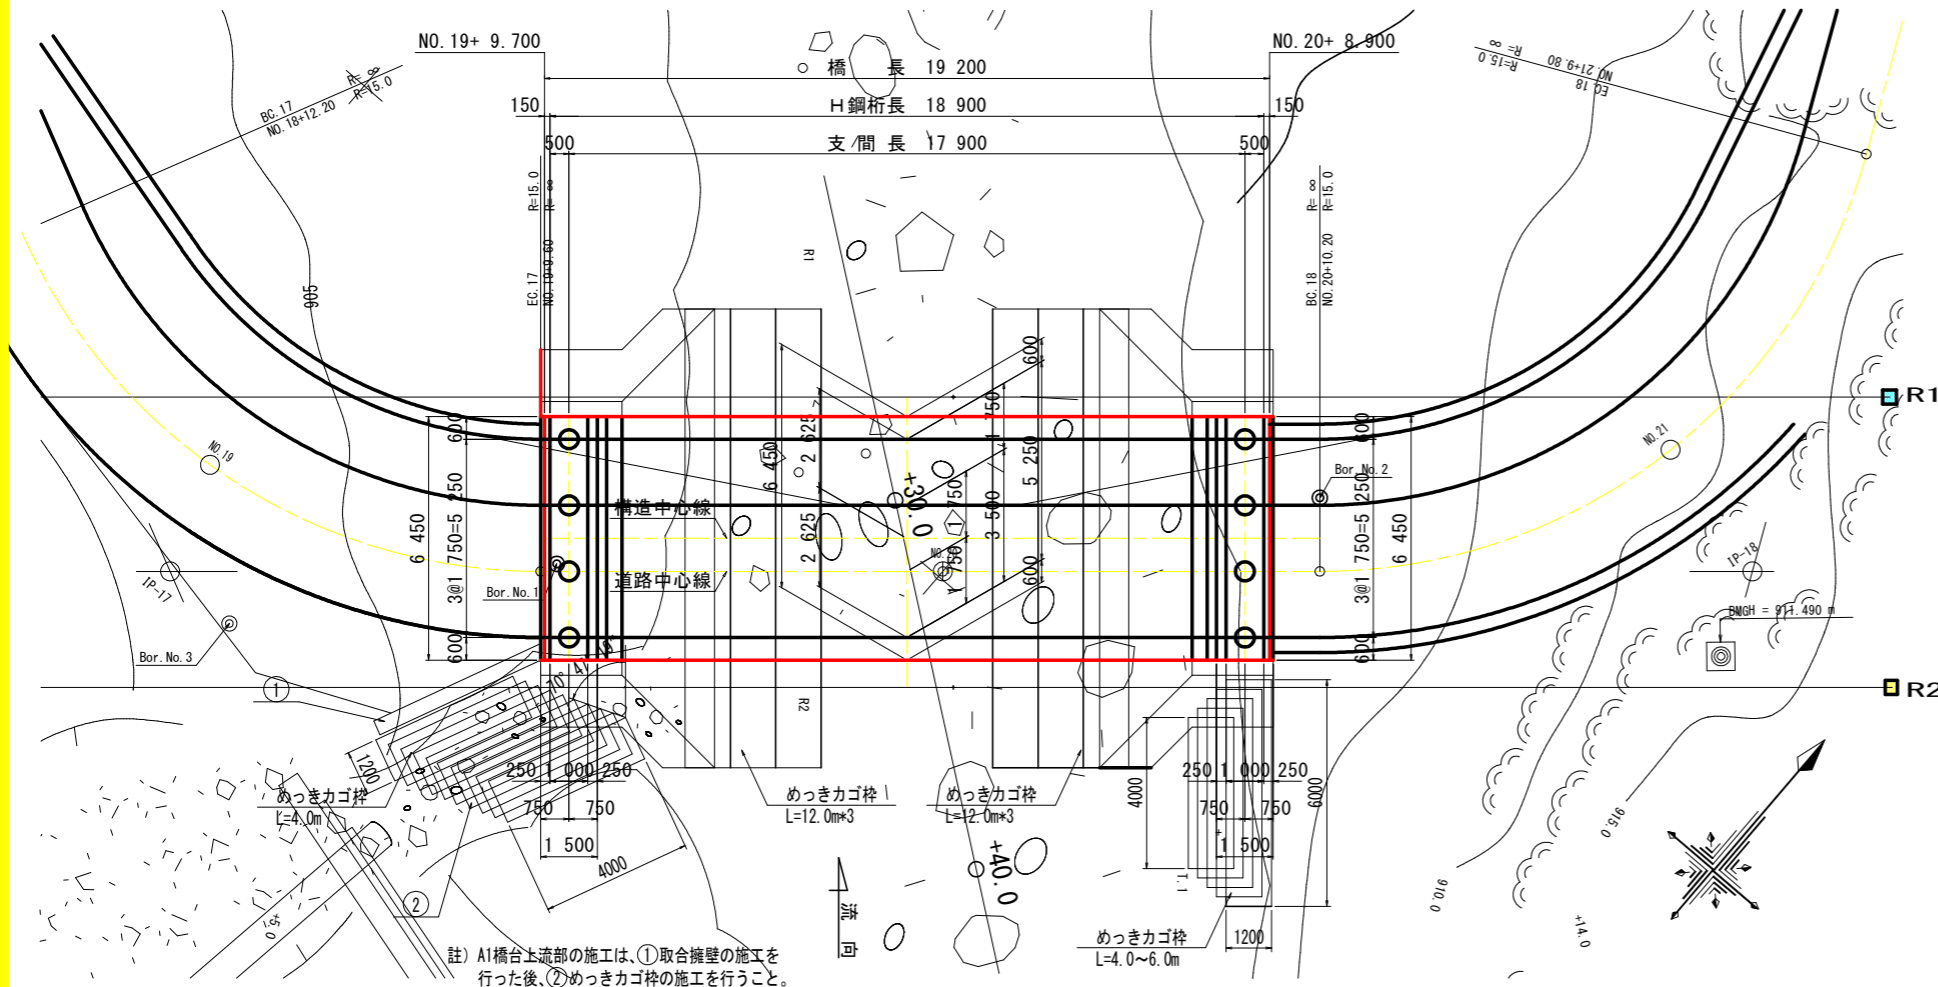 NO.19+ 9.700
NO.20+ 8.900
橋 長 19 200
150
H鋼桁長 18 900
150
500
支 間 長 17 900
500
BC.17
NO.18+12.20
R= ∞
R=15.0
R= ∞
R=15.0
NO.21+9.80
EC.18
EC.17
NO.19+9.60
R=15.0
R= ∞
BC.18
NO.20+10.20
R= ∞
R=15.0
905
R1
R1
600
6 450
2 625
2 625
750
1 750
3 500
5 250
600
+30.0
NO.19
NO.21
600
3@1 750=5 250
6 450
600
構造中心線
道路中心線
Bor.No.1
Bor.No.2
Bor.No.3
600
3@1 750=5 250
6 450
600
IP-17
IP-18
BMGH = 911.490 m
R2
R2
①
1200
めっきカゴ枠
L=4.0m
250 1 000 250
750 750
1 500
4000
②
めっきカゴ枠
L=12.0m*3
めっきカゴ枠
L=12.0m*3
+40.0
流 向
4000
6000
250 1 000 250
750 750
1 500
T.1
1200
めっきカゴ枠
L=4.0～6.0m
915.0
910.0
+14.0
+5.0
註) A1橋台上流部の施工は、①取合擁壁の施工を
行った後、②めっきカゴ枠の施工を行うこと。